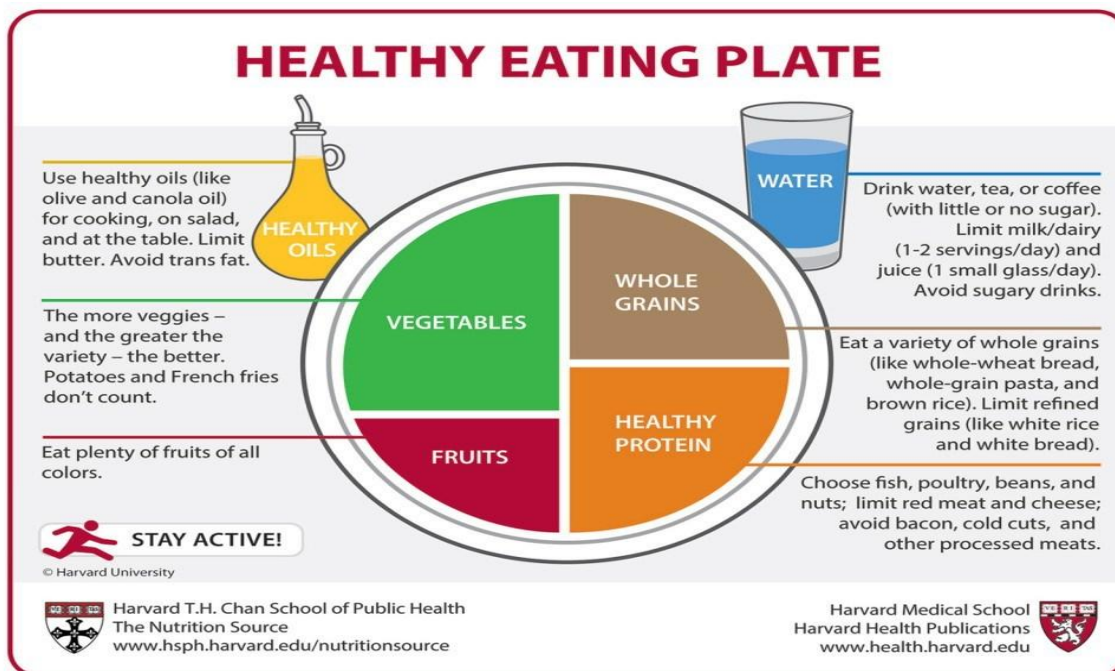 HEALTHY EATING PLATE
Use healthy oils (like
olive and canola oil)
for cooking, on salad,
and at the table. Limit
butter. Avoid trans fat.
HEALTHY
OILS
The more veggies –
and the greater the
variety – the better.
Potatoes and French fries
don't count.
Eat plenty of fruits of all
colors.
VEGETABLES
FRUITS
WHOLE
GRAINS
HEALTHY
PROTEIN
WATER
Drink water, tea, or coffee
(with little or no sugar).
Limit milk/dairy
(1-2 servings/day) and
juice (1 small glass/day).
Avoid sugary drinks.
Eat a variety of whole grains
(like whole-wheat bread,
whole-grain pasta, and
brown rice). Limit refined
grains (like white rice
and white bread).
Choose fish, poultry, beans, and
nuts; limit red meat and cheese;
avoid bacon, cold cuts, and
other processed meats.
STAY ACTIVE!
© Harvard University
Harvard T.H. Chan School of Public Health
The Nutrition Source
www.hsph.harvard.edu/nutritionsource
Harvard Medical School
Harvard Health Publications
www.health.harvard.edu